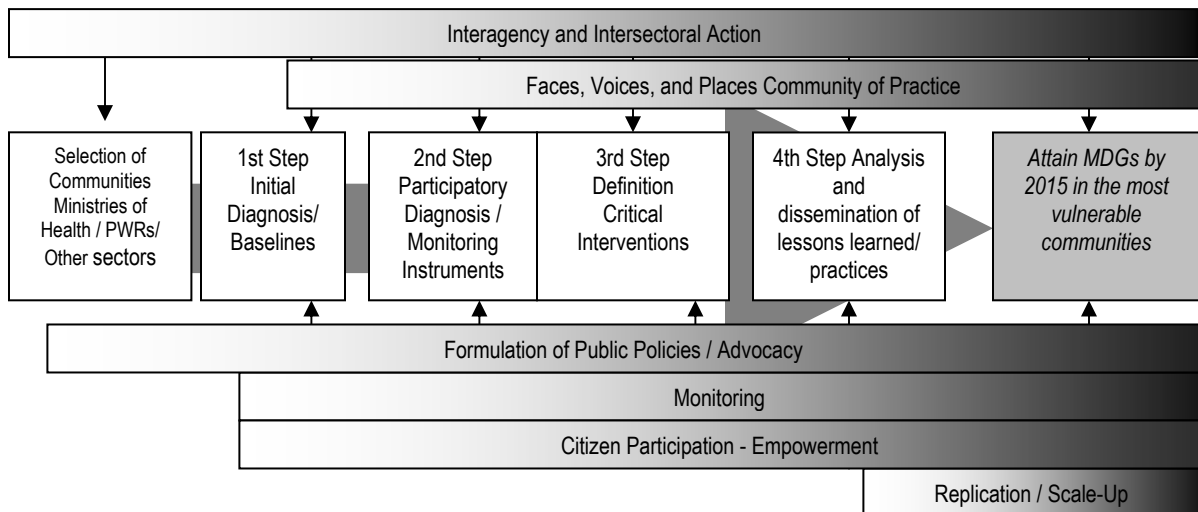 Interagency and Intersectoral Action
Faces, Voices, and Places Community of Practice
Selection of
Communities
Ministries of
Health / PWRs/
Other sectors
1st Step
Initial
Diagnosis/
Baselines
2nd Step
Participatory
Diagnosis /
Monitoring
Instruments
3rd Step
Definition
Critical
Interventions
4th Step Analysis
and
dissemination of
lessons learned/
practices
Attain MDGs by
2015 in the most
vulnerable
communities
Formulation of Public Policies / Advocacy
Monitoring
Citizen Participation - Empowerment
Replication / Scale-Up